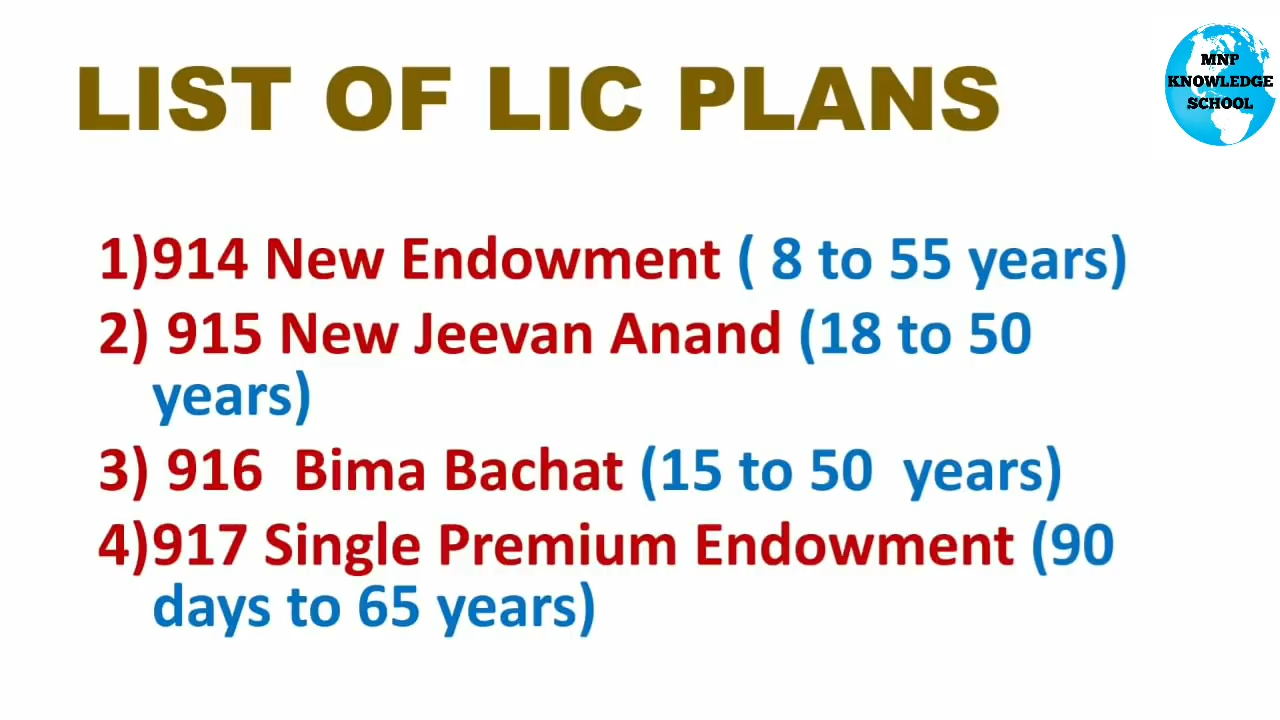 LIST OF LIC PLANS
MNP
KNOWLEDGE
SCHOOL
1)914 New Endowment ( 8 to 55 years)
2) 915 New Jeevan Anand (18 to 50
years)
3) 916  Bima Bachat (15 to 50  years)
4)917 Single Premium Endowment (90
days to 65 years)